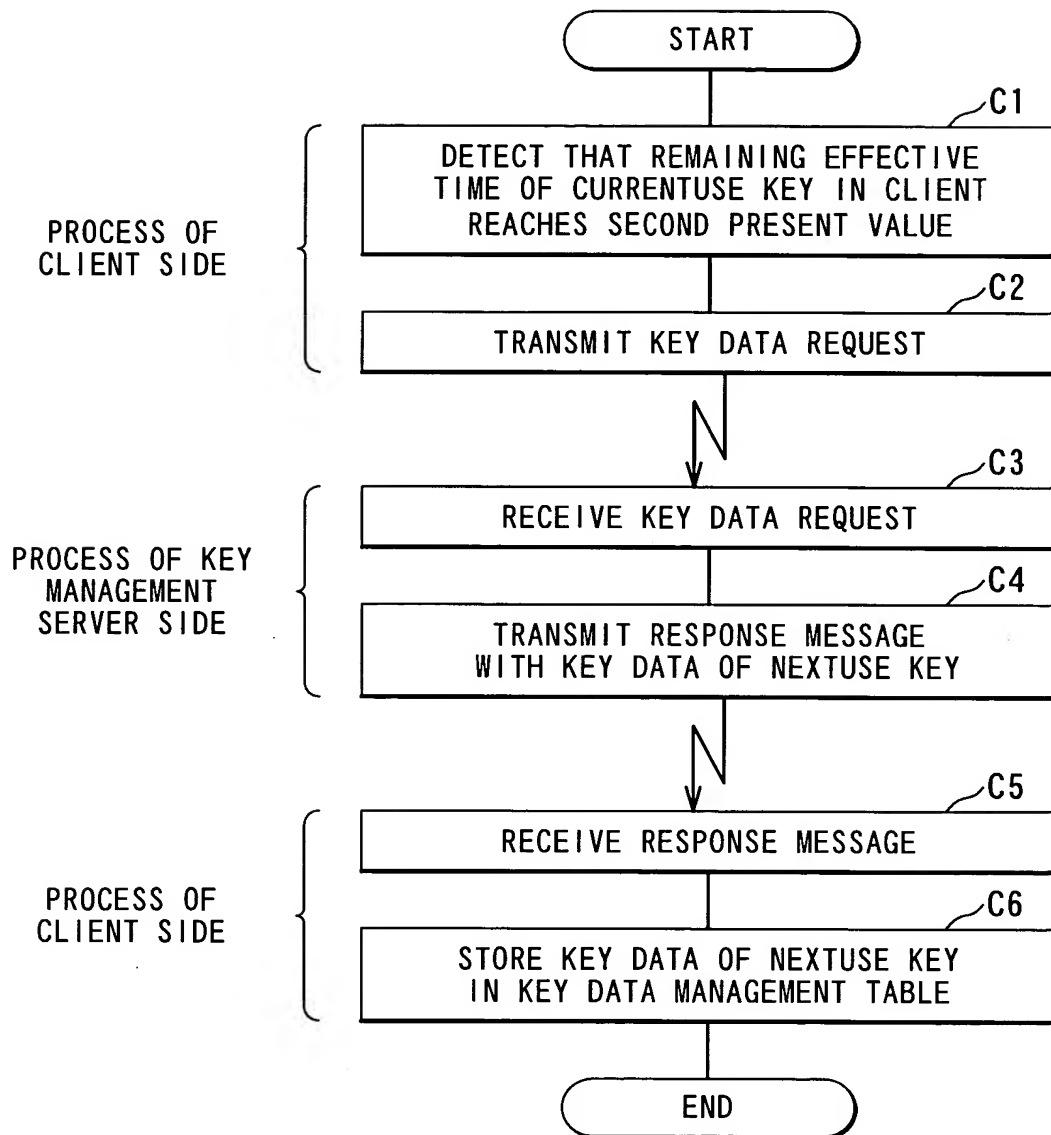 START
C1
DETECT THAT REMAINING EFFECTIVE
TIME OF CURRENTUSE KEY IN CLIENT
REACHES SECOND PRESENT VALUE
PROCESS OF
CLIENT SIDE
C2
TRANSMIT KEY DATA REQUEST
C3
RECEIVE KEY DATA REQUEST
PROCESS OF KEY
MANAGEMENT
SERVER SIDE
C4
TRANSMIT RESPONSE MESSAGE
WITH KEY DATA OF NEXTUSE KEY
C5
RECEIVE RESPONSE MESSAGE
PROCESS OF
CLIENT SIDE
C6
STORE KEY DATA OF NEXTUSE KEY
IN KEY DATA MANAGEMENT TABLE
END